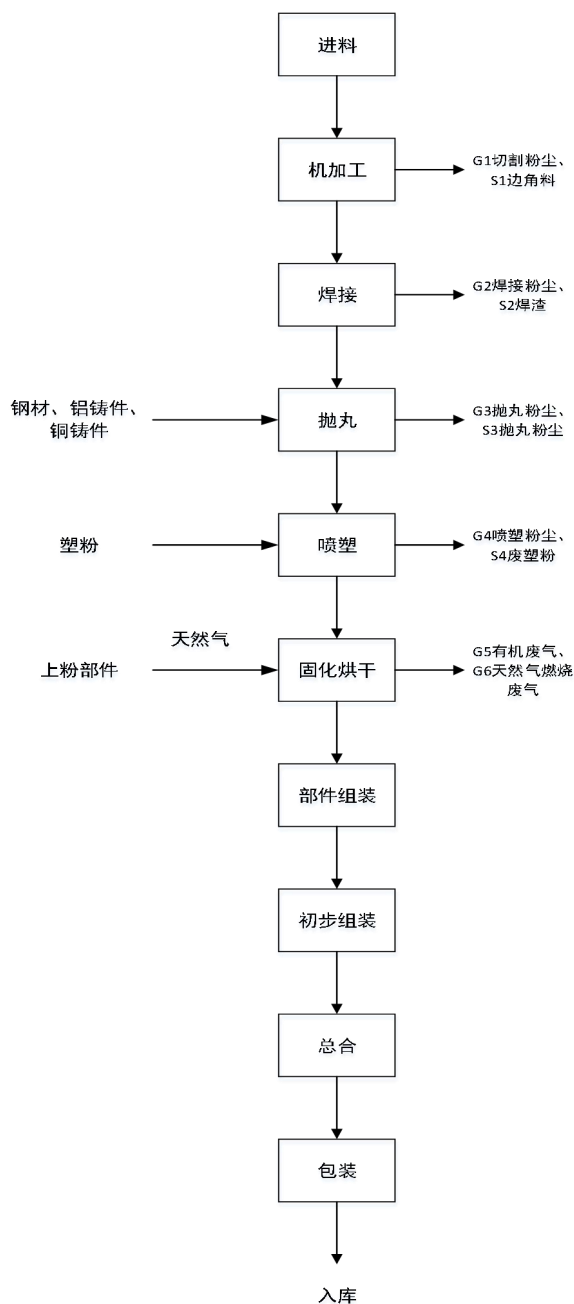 进料
机加工
G1切割粉尘、
S1边角料
焊接
G2焊接粉尘、
S2焊渣
钢材、铝铸件、
铜铸件
抛丸
G3抛丸粉尘、
S3抛丸粉尘
塑粉
喷塑
G4喷塑粉尘、
S4废塑粉
天然气
上粉部件
固化烘干
G5有机废气、
G6天然气燃烧
废气
部件组装
初步组装
总合
包装
入库